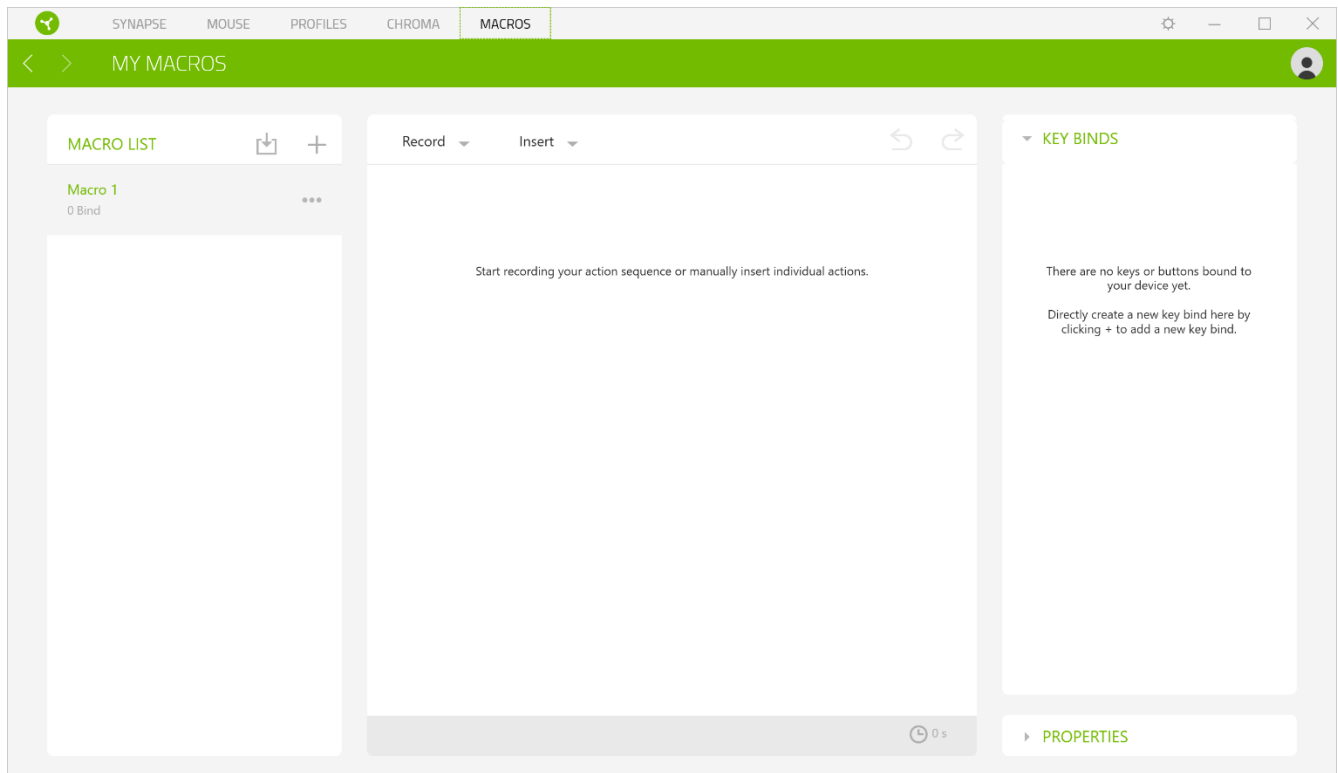 SYNAPSE MOUSE PROFILES CHROMA MACROS
MY MACROS
MACRO LIST
Macro 1
0 Bind
Record Insert
Start recording your action sequence or manually insert individual actions.
0 s
KEY BINDS
There are no keys or buttons bound to
your device yet.
Directly create a new key bind here by
clicking + to add a new key bind.
PROPERTIES